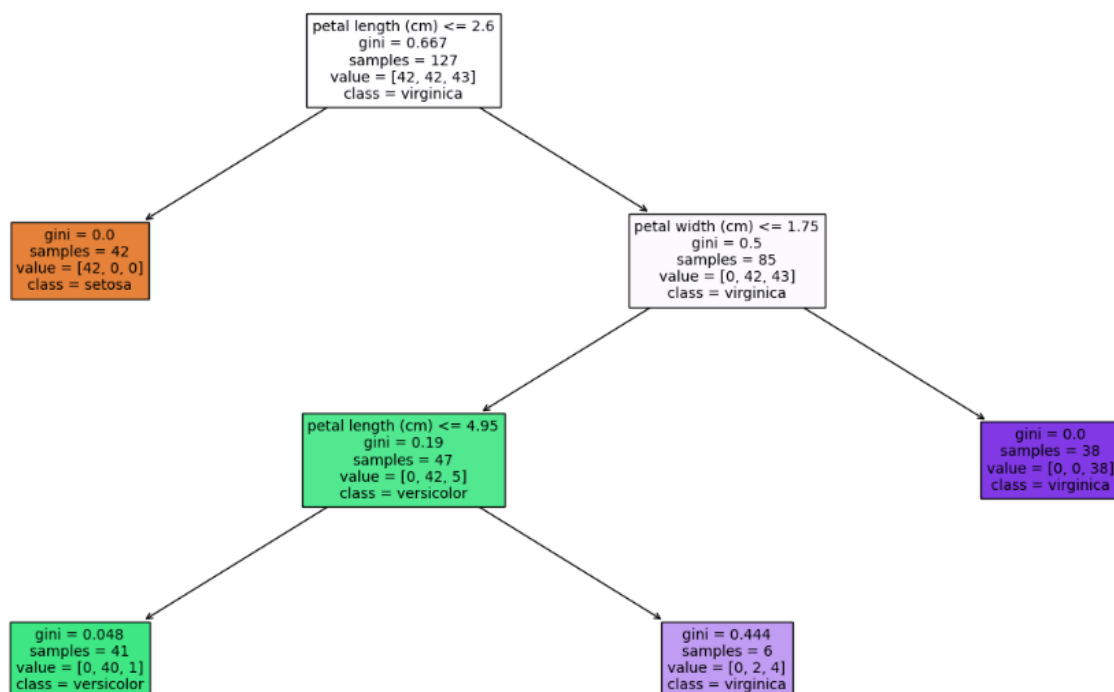 petal length (cm) <= 2.6
gini = 0.667
samples = 127
value = [42, 42, 43]
class = virginica
gini = 0.0
samples = 42
value = [42, 0, 0]
class = setosa
petal width (cm) <= 1.75
gini = 0.5
samples = 85
value = [0, 42, 43]
class = virginica
petal length (cm) <= 4.95
gini = 0.19
samples = 47
value = [0, 42, 5]
class = versicolor
gini = 0.0
samples = 38
value = [0, 0, 38]
class = virginica
gini = 0.048
samples = 41
value = [0, 40, 1]
class = versicolor
gini = 0.444
samples = 6
value = [0, 2, 4]
class = virginica